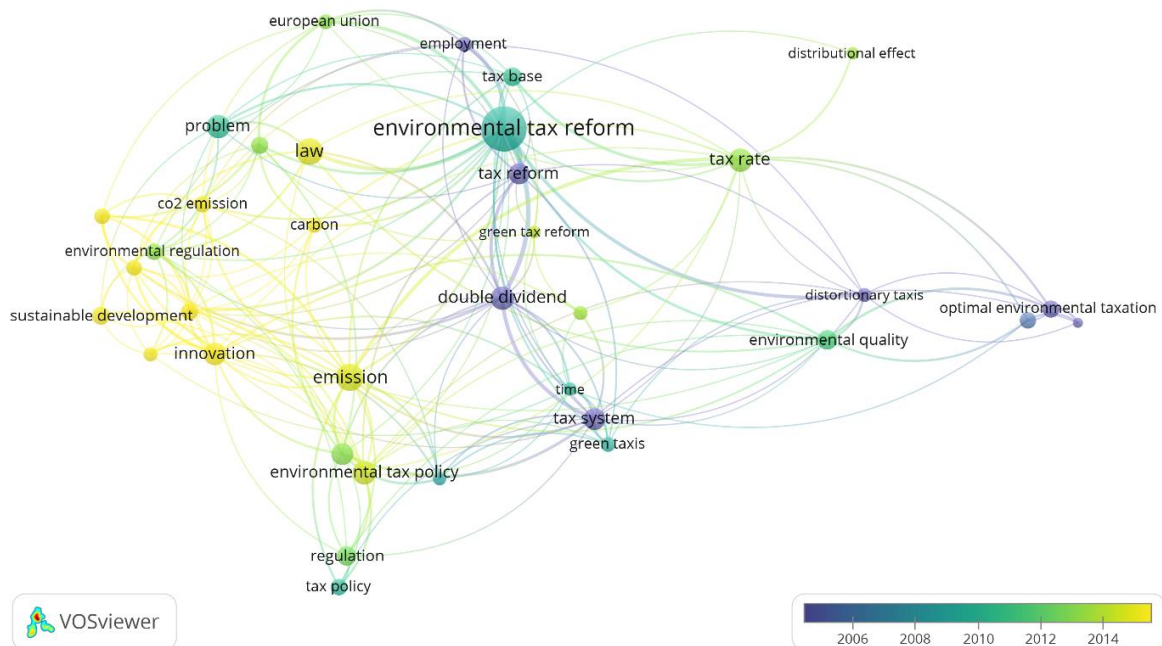 european union
employment
distributional effect
tax base
problem
environmental tax reform
law
tax rate
tax reform
co2 emission
carbon
green tax reform
environmental regulation
double dividend
distortionary taxis
optimal environmental taxation
sustainable development
environmental quality
innovation
emission
time
tax system
green taxis
environmental tax policy
regulation
tax policy
VOSviewer
2006 2008 2010 2012 2014